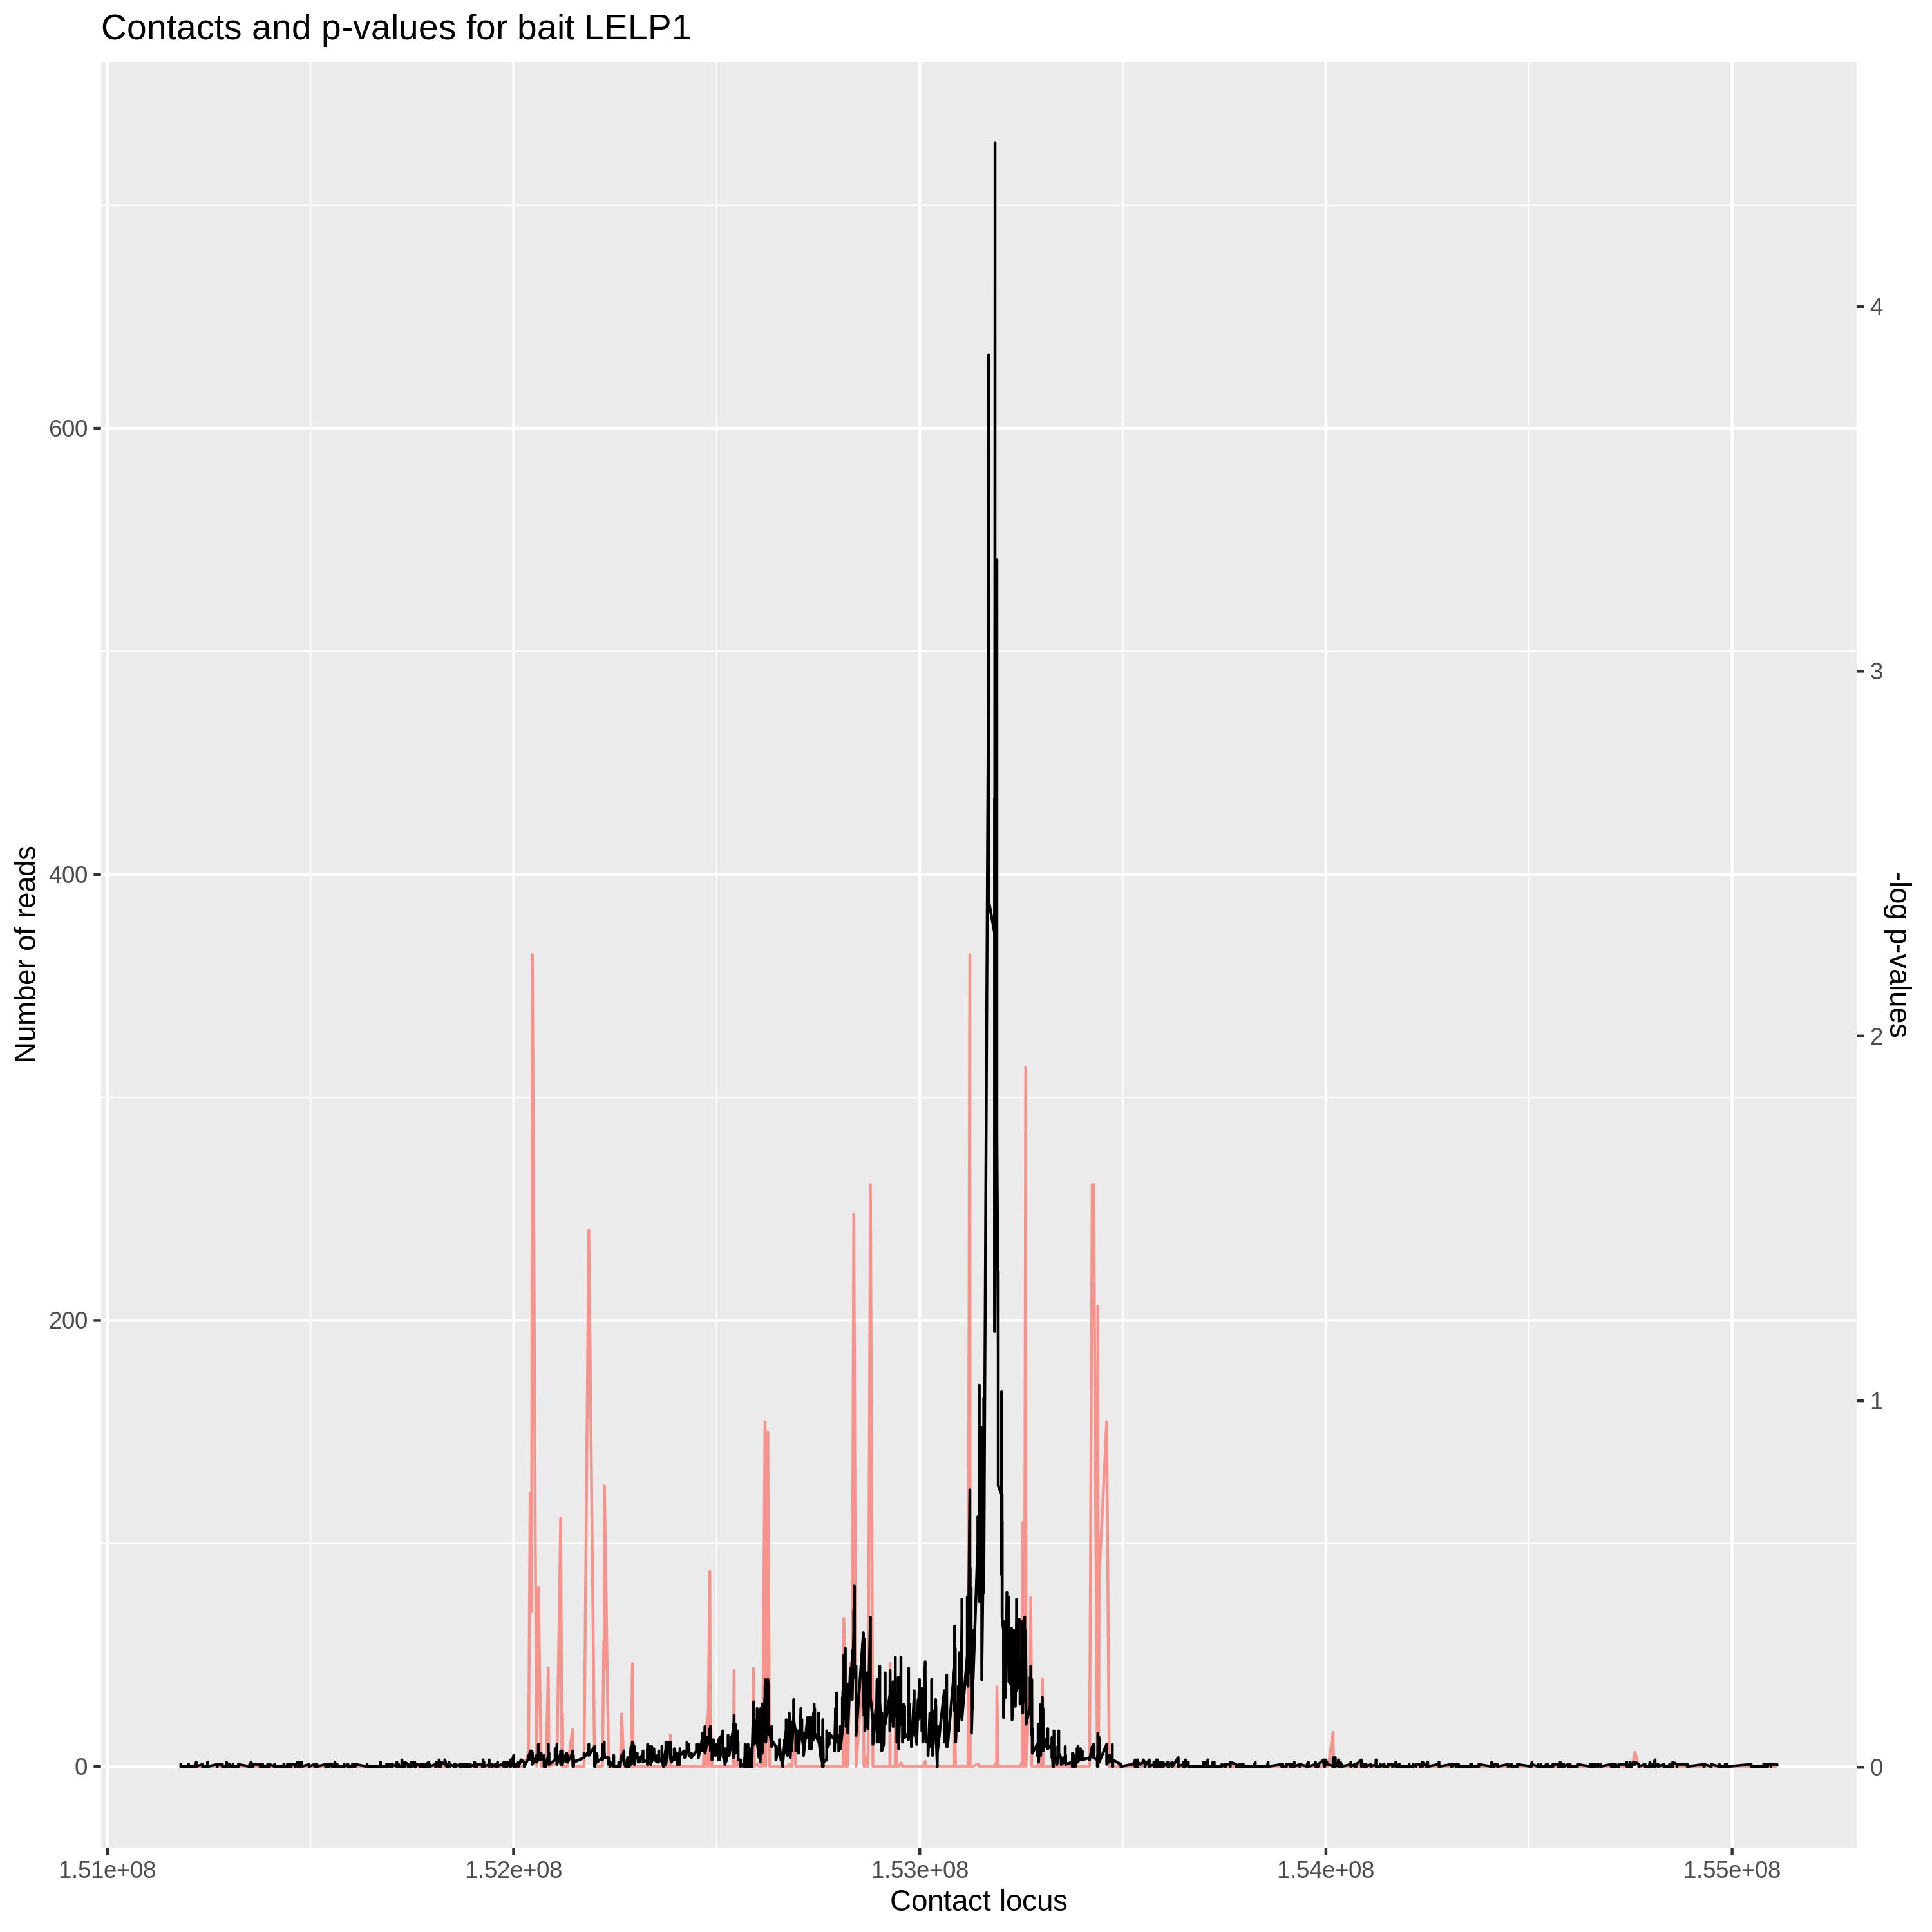 Contacts and p-values for bait LELP1
Number of reads
600
400
200
0
4
3
2
1
0
-log p-values
1.51e+08
1.52e+08
1.53e+08
1.54e+08
1.55e+08
Contact locus